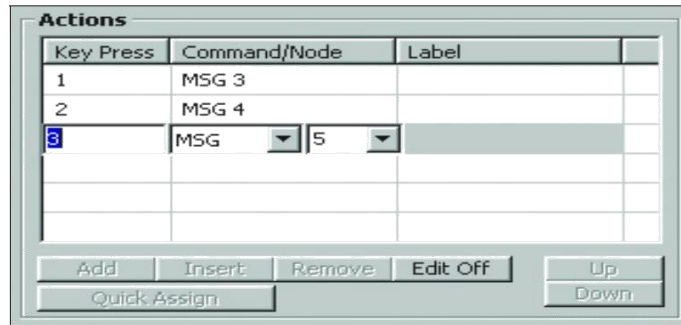 Actions
Key Press Command/Node Label
1 MSG 3
2 MSG 4
3 MSG 5
Add Insert Remove Edit Off Up
Quick Assign Down